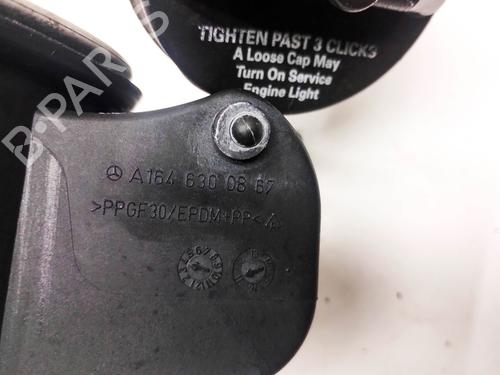 TIGHTEN PAST 3 CLICKS
A Loose Cap May
Turn On Service
Engine Light
B-PARTS
A164 630 08 67
>PPGF30/EPDM+PP<